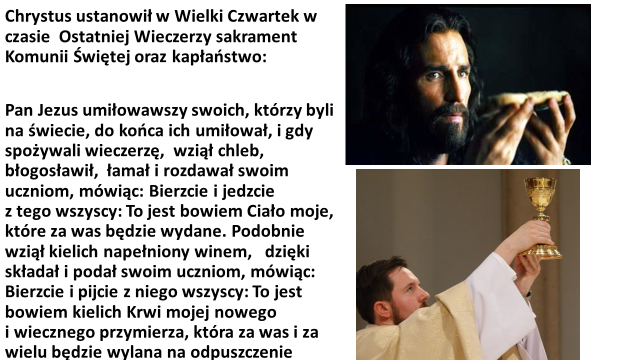 Chrystus ustanowił w Wielki Czwartek w
czasie Ostatniej Wieczerzy sakrament
Komunii Świętej oraz kapłaństwo:
Pan Jezus umiłowawszy swoich, którzy byli
na świecie, do końca ich umiłował, i gdy
spożywali wieczerzę, wziął chleb,
błogosławił, łamał i rozdawał swoim
uczniom, mówiąc: Bierzcie i jedzcie
z tego wszyscy: To jest bowiem Ciało moje,
które za was będzie wydane. Podobnie
wziął kielich napełniony winem, dzięki
składał i podał swoim uczniom, mówiąc:
Bierzcie i pijcie z niego wszyscy: To jest
bowiem kielich Krwi mojej nowego
i wiecznego przymierza, która za was i za
wielu będzie wylana na odpuszczenie